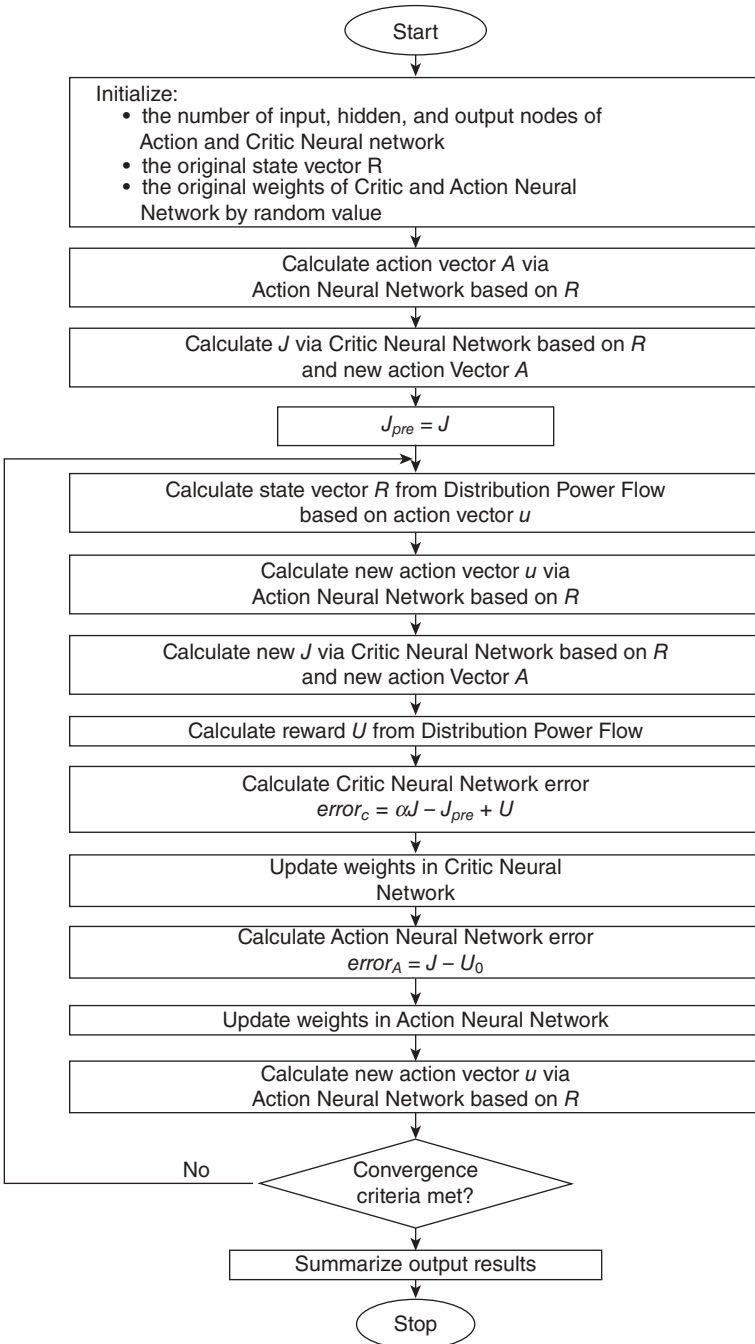 Start
Initialize:
• the number of input, hidden, and output nodes of
Action and Critic Neural network
• the original state vector R
• the original weights of Critic and Action Neural
Network by random value
Calculate action vector A via
Action Neural Network based on R
Calculate J via Critic Neural Network based on R
and new action Vector A
J_pre = J
Calculate state vector R from Distribution Power Flow
based on action vector u
Calculate new action vector u via
Action Neural Network based on R
Calculate new J via Critic Neural Network based on R
and new action Vector A
Calculate reward U from Distribution Power Flow
Calculate Critic Neural Network error
error_c = αJ – J_pre + U
Update weights in Critic Neural
Network
Calculate Action Neural Network error
error_A = J – U_0
Update weights in Action Neural Network
Calculate new action vector u via
Action Neural Network based on R
No
Convergence
criteria met?
Summarize output results
Stop